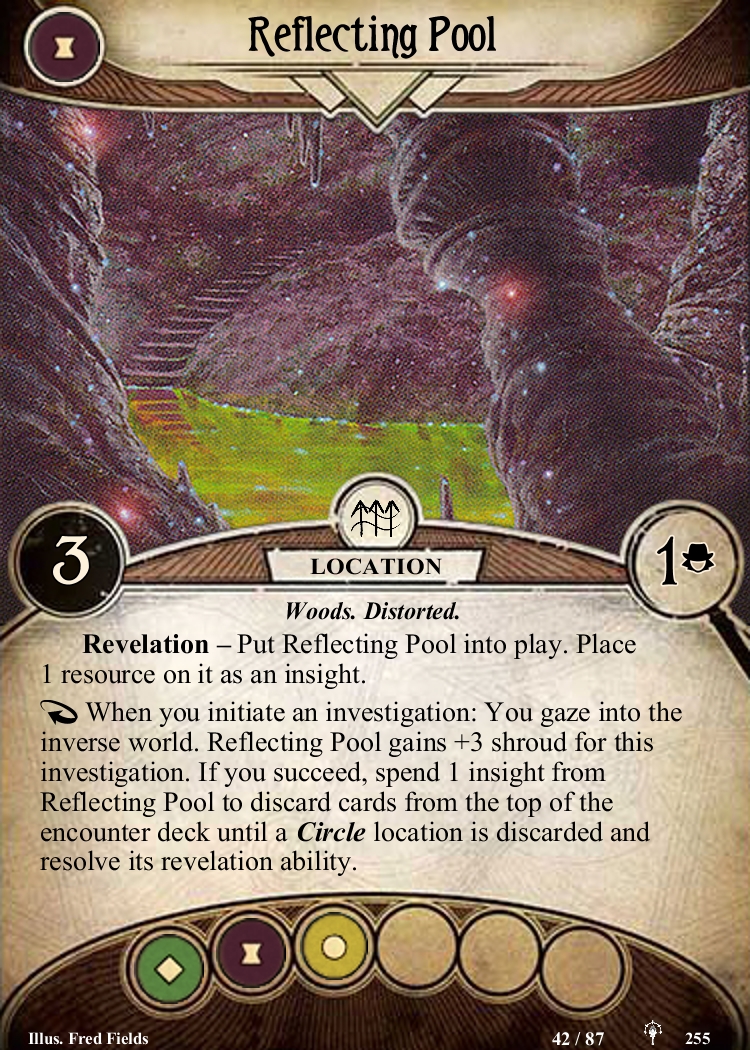 Reflecting Pool
3
LOCATION
1
Woods. Distorted.
Revelation – Put Reflecting Pool into play. Place
1 resource on it as an insight.
When you initiate an investigation: You gaze into the
inverse world. Reflecting Pool gains +3 shroud for this
investigation. If you succeed, spend 1 insight from
Reflecting Pool to discard cards from the top of the
encounter deck until a Circle location is discarded and
resolve its revelation ability.
Illus. Fred Fields
42 / 87
255